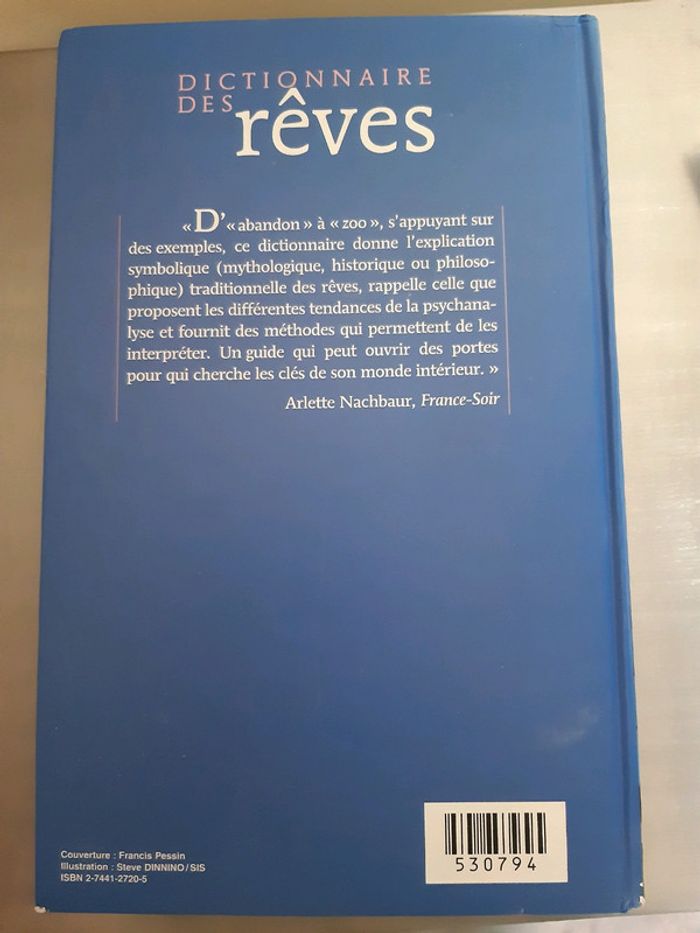 DICTIONNAIRE
DES rêves
« D'« abandon » à « zoo », s'appuyant sur
des exemples, ce dictionnaire donne l'explication
symbolique (mythologique, historique ou philoso-
phique) traditionnelle des rêves, rappelle celle que
proposent les différentes tendances de la psychana-
lyse et fournit des méthodes qui permettent de les
interpréter. Un guide qui peut ouvrir des portes
pour qui cherche les clés de son monde intérieur. »
Arlette Nachbaur, France-Soir
Couverture : Francis Pessin
Illustration : Steve DINNINO/SIS
ISBN 2-7441-2720-5
530794